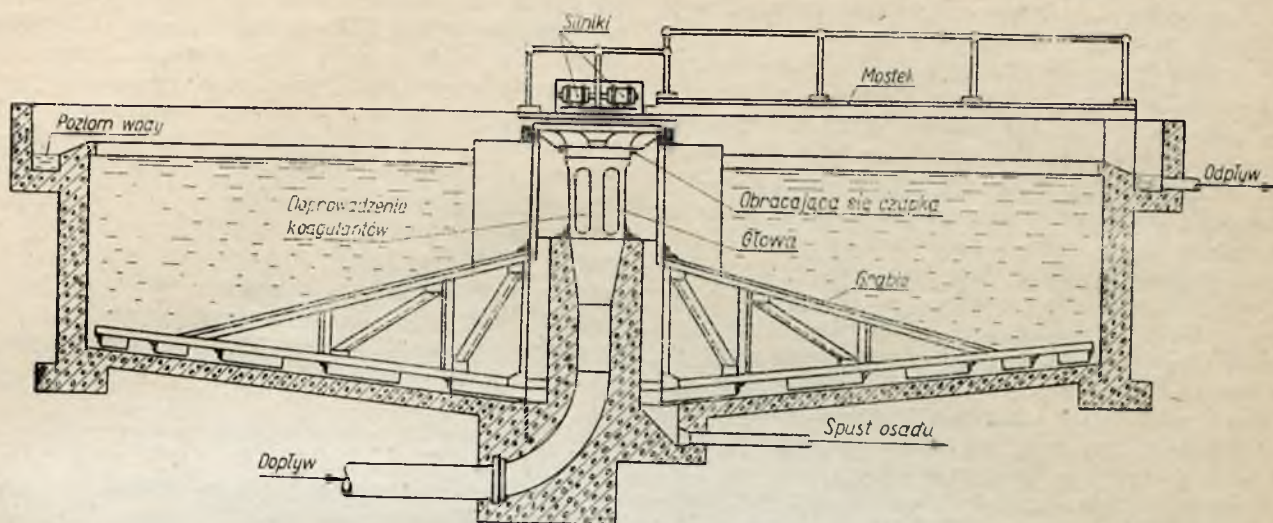 Silniki
Mostek
Poziom wody
Odpływ
Doprowadzenie
koagulantów
Obracająca się czapka
Głowa
Grabie
Spust osadu
Dopływ